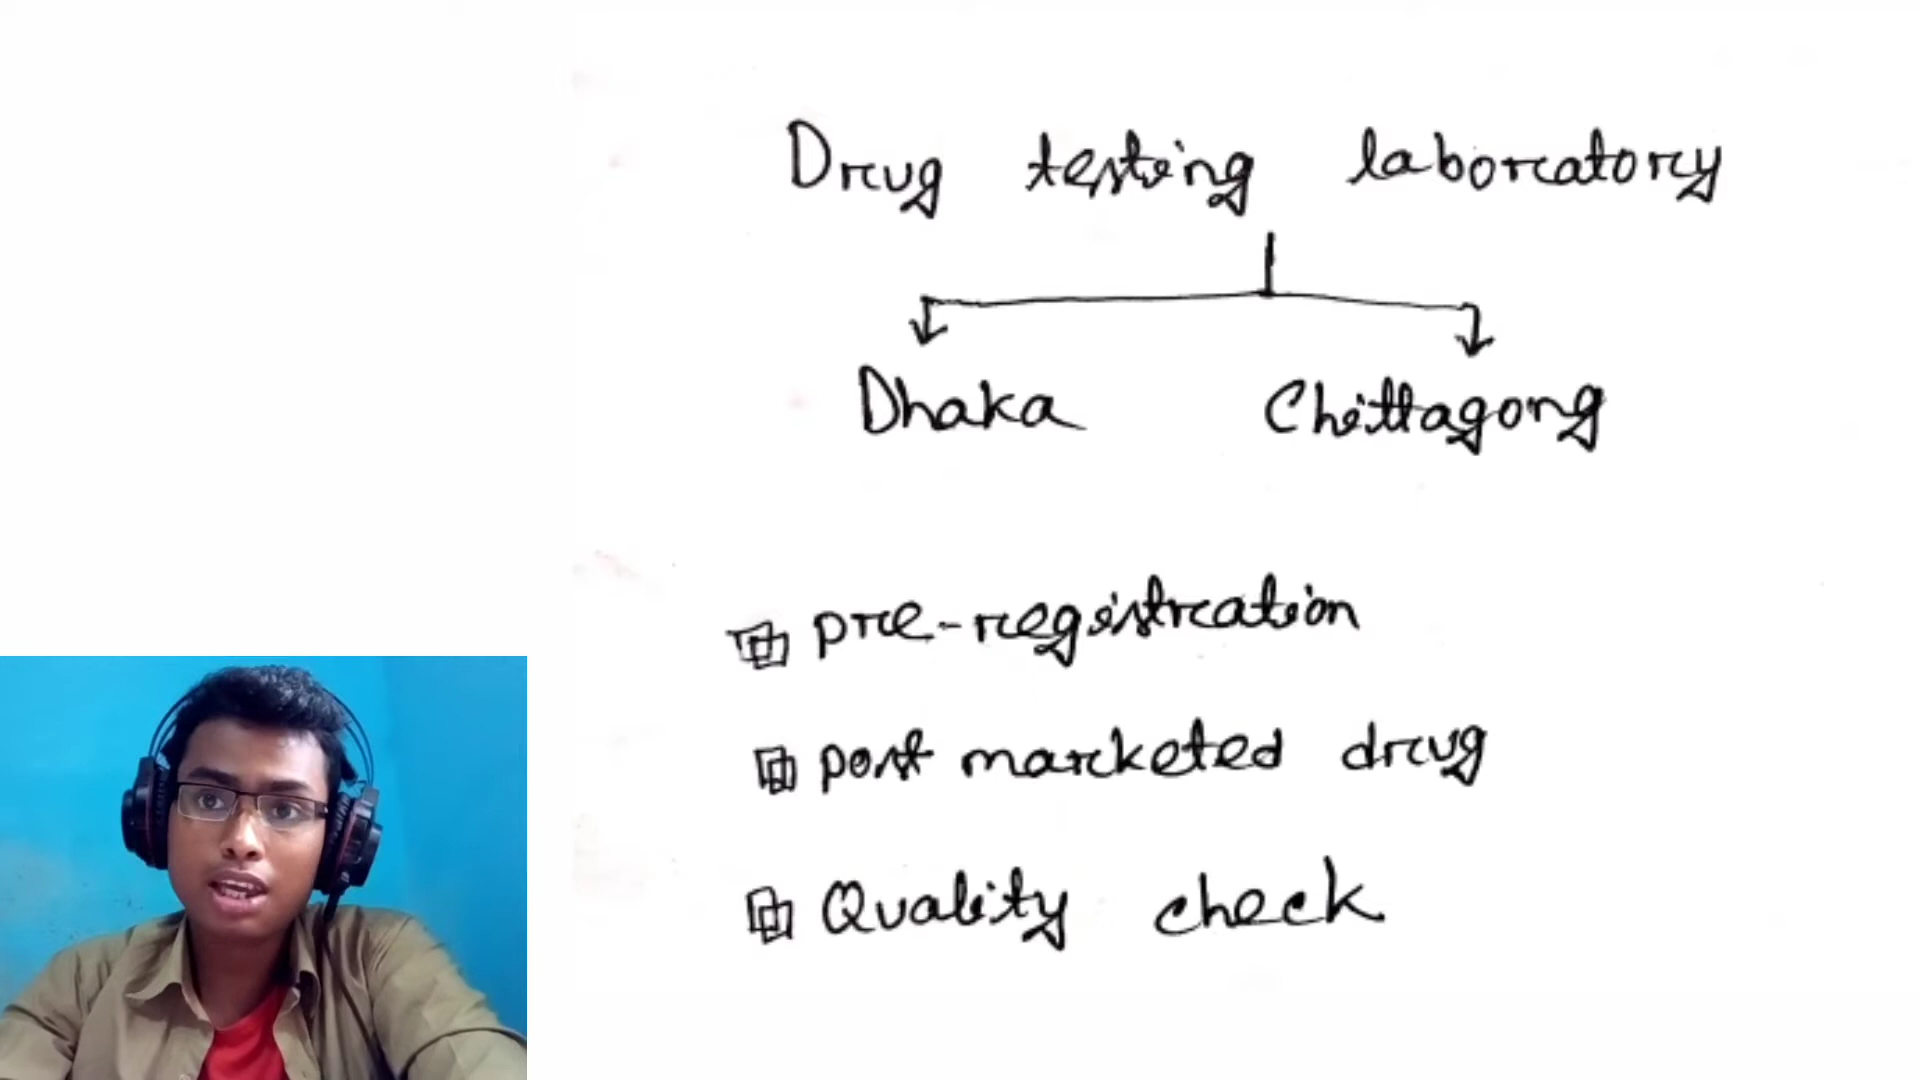 Drug testing laboratory
Dhaka Chittagong
pre-registration
post marketed drug
Quality check